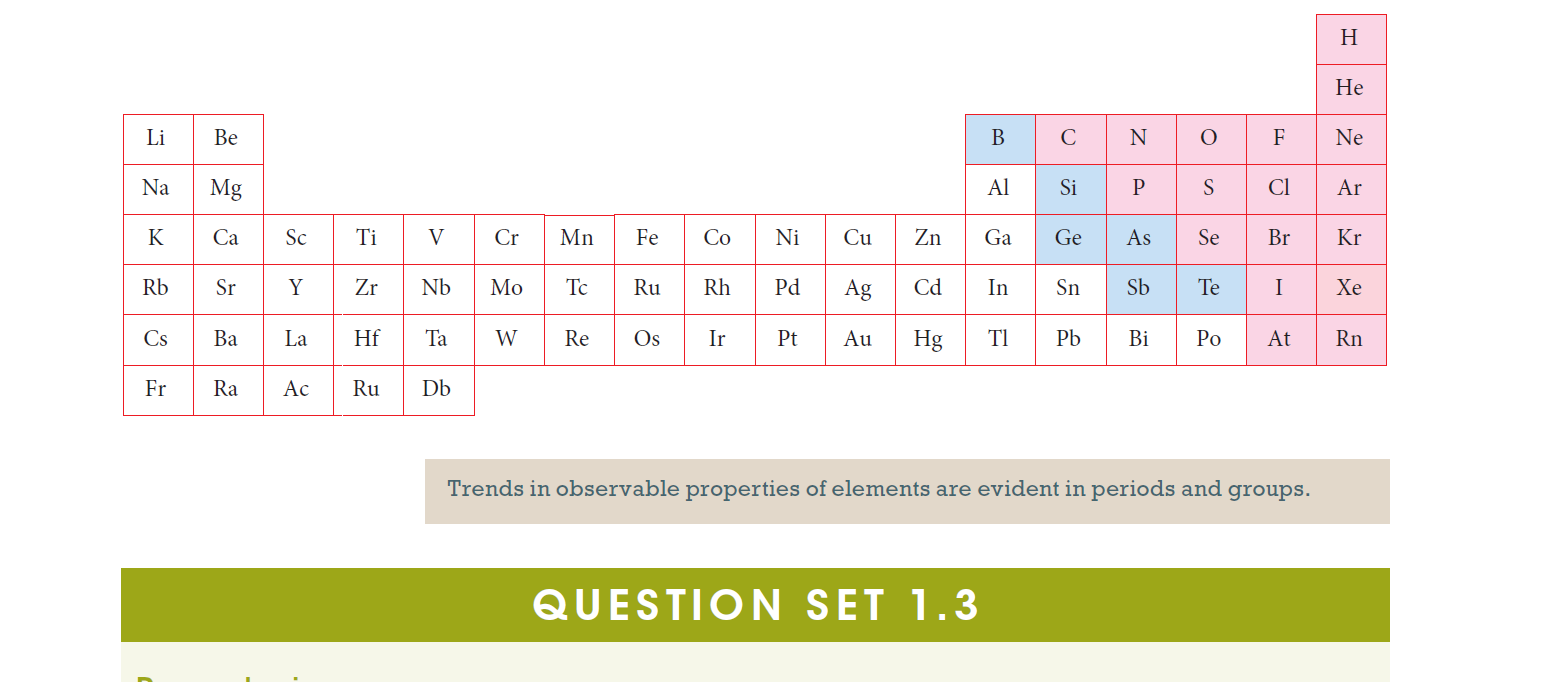 H
He
Li Be B C N O F Ne
Na Mg Al Si P S Cl Ar
K Ca Sc Ti V Cr Mn Fe Co Ni Cu Zn Ga Ge As Se Br Kr
Rb Sr Y Zr Nb Mo Tc Ru Rh Pd Ag Cd In Sn Sb Te I Xe
Cs Ba La Hf Ta W Re Os Ir Pt Au Hg Tl Pb Bi Po At Rn
Fr Ra Ac Ru Db
Trends in observable properties of elements are evident in periods and groups.
QUESTION SET 1.3